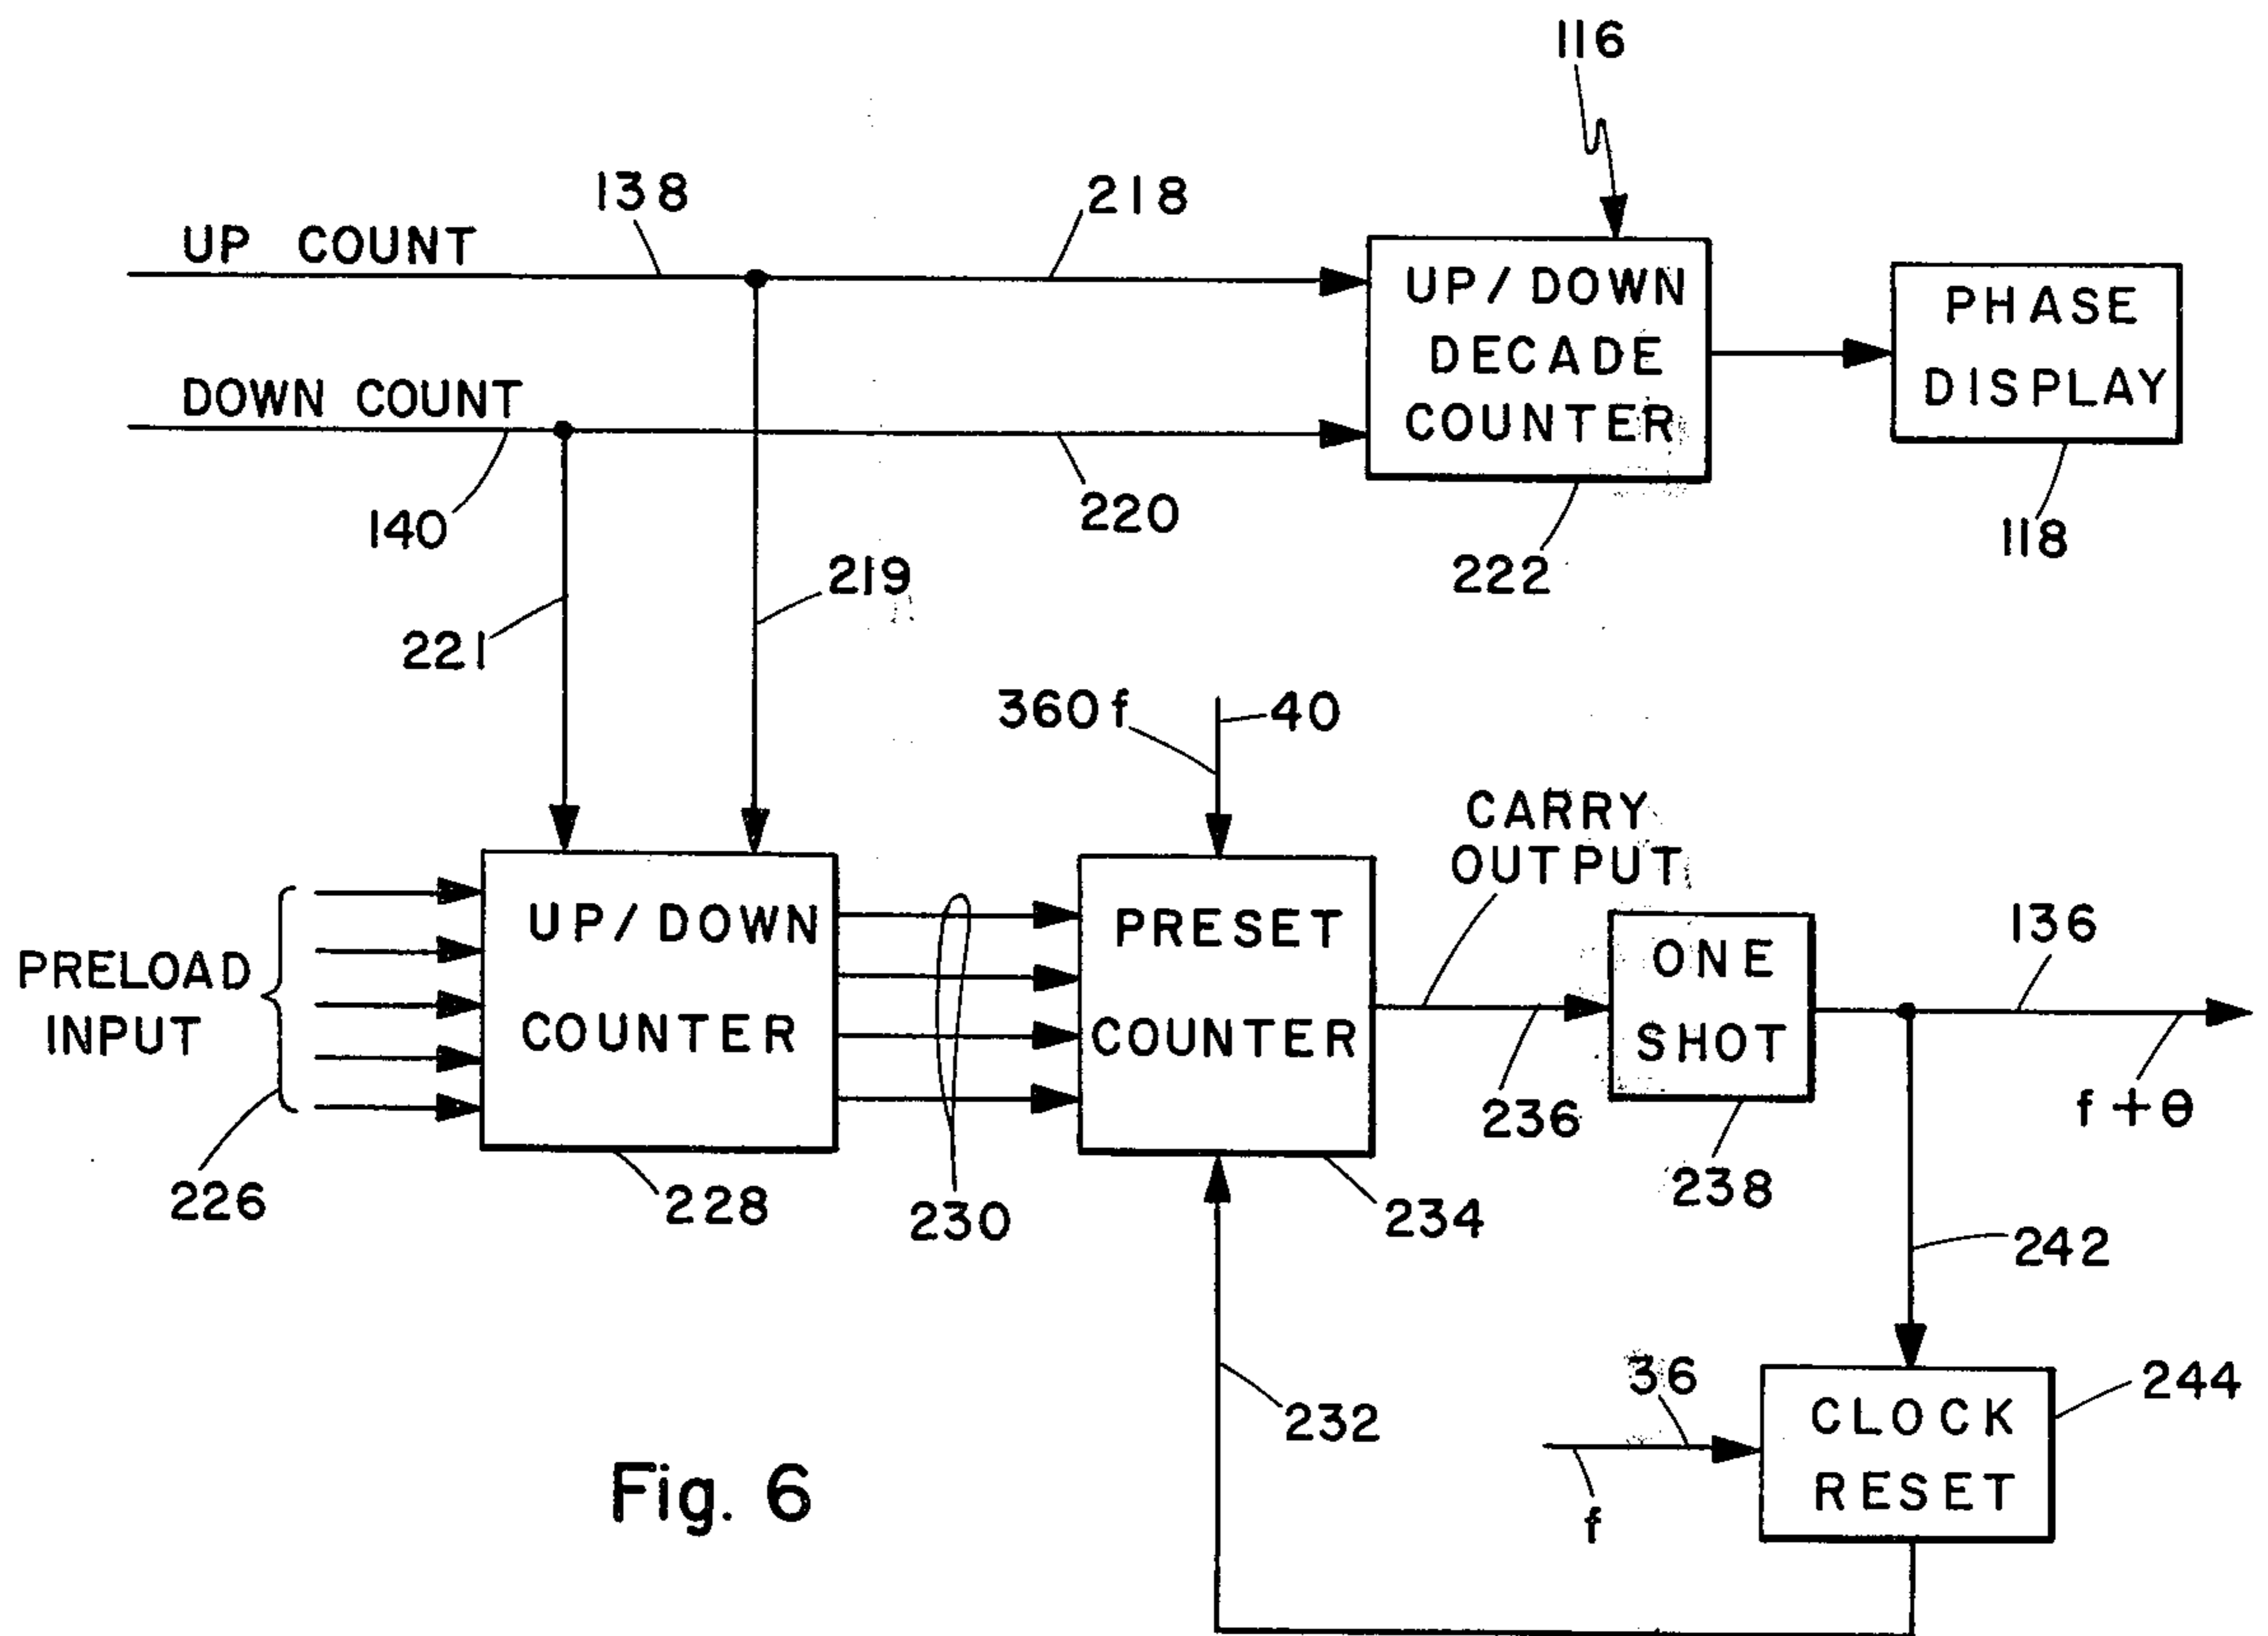 116
138
218
UP COUNT
UP/DOWN
DECADE
COUNTER
PHASE
DISPLAY
DOWN COUNT
140
220
222
118
219
221
360f
40
CARRY
OUTPUT
PRELOAD
INPUT
UP/DOWN
COUNTER
PRESET
COUNTER
ONE
SHOT
136
f+θ
226
228
230
234
236
238
242
232
36
f
CLOCK
RESET
244
Fig. 6